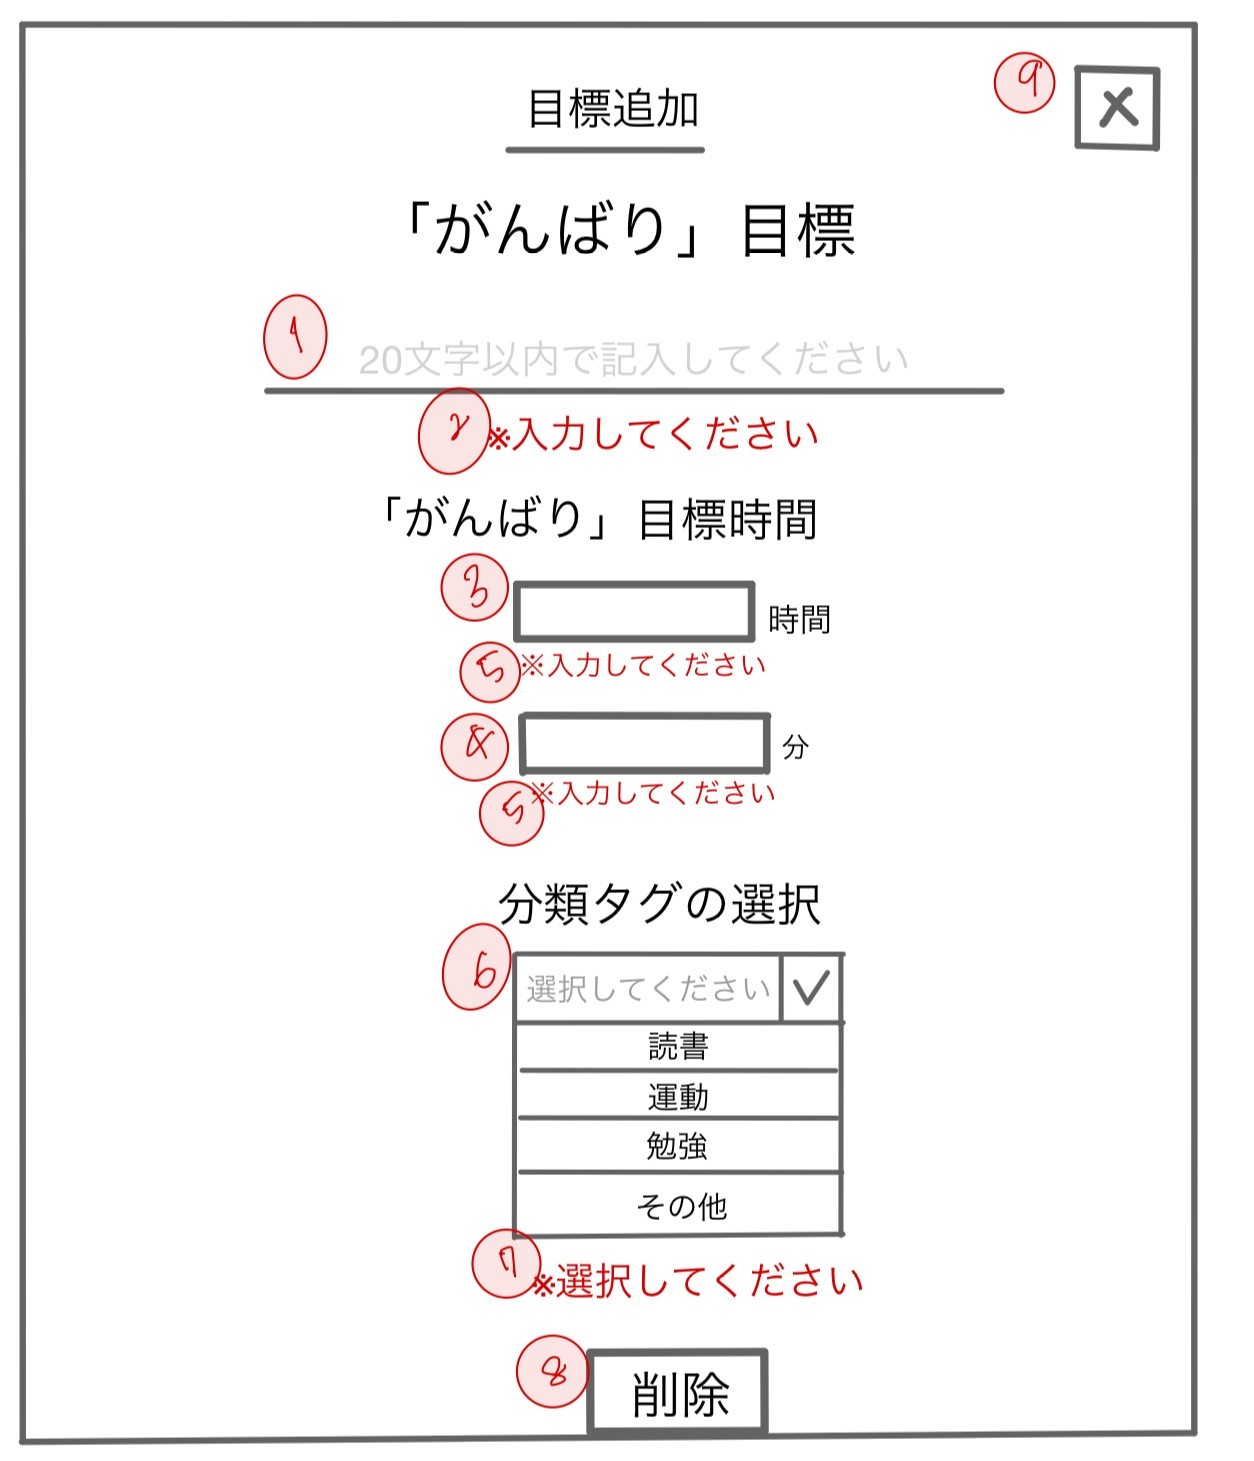 9
X
目標追加
「がんばり」目標
1
20文字以内で記入してください
2 ※入力してください
「がんばり」目標時間
3 時間
5 ※入力してください
4 分
5 ※入力してください
分類タグの選択
6 選択してください
読書
運動
勉強
その他
7 ※選択してください
8 削除